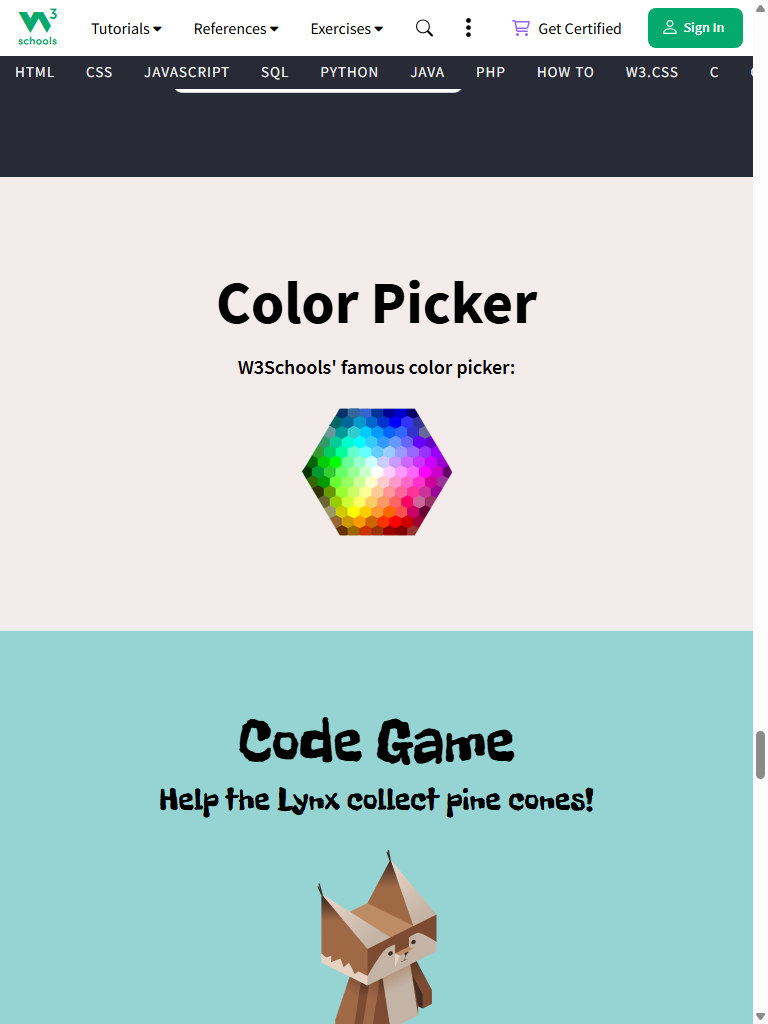 3
schools
Tutorials References Exercises Get Certified Sign In
HTML CSS JAVASCRIPT SQL PYTHON JAVA PHP HOW TO W3.CSS C
Color Picker
W3Schools' famous color picker:
Code Game
Help the Lynx collect pine cones!